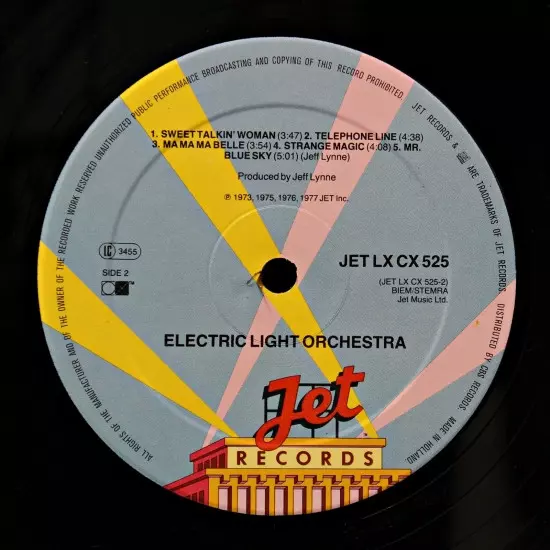 ALL RIGHTS OF THE MANUFACTURER AND OF THE OWNER OF THE RECORDED WORK RESERVED UNAUTHORIZED PUBLIC PERFORMANCE BROADCASTING AND COPYING OF THIS RECORD PROHIBITED.
JET RECORDS & ARE TRADEMARKS OF JET RECORDS. DISTRIBUTED BY CBS RECORDS. MADE IN HOLLAND.
1. SWEET TALKIN' WOMAN (3:47) 2. TELEPHONE LINE (4:38)
3. MA MA MA BELLE (3:54) 4. STRANGE MAGIC (4:08) 5. MR.
BLUE SKY (5:01) (Jeff Lynne)
Produced by Jeff Lynne
℗ 1973, 1975, 1976, 1977 JET Inc.
LC 3455
SIDE 2
JET LX CX 525
(JET LX CX 525-2)
BIEM/STEMRA
Jet Music Ltd.
ELECTRIC LIGHT ORCHESTRA
Jet
RECORDS